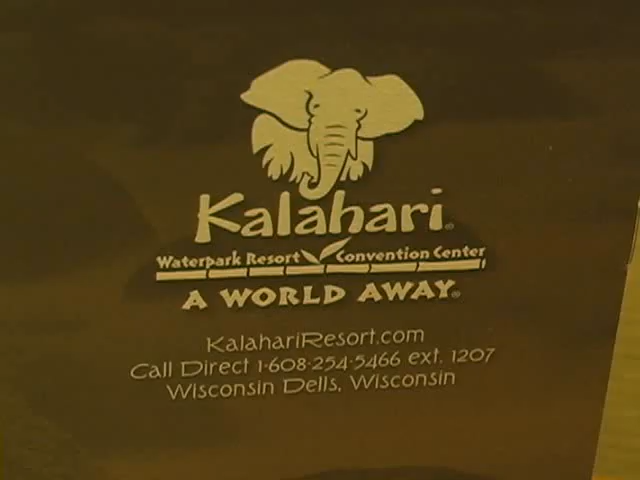 Kalahari®
Waterpark Resort Convention Center
A WORLD AWAY®
KalahariResort.com
Call Direct 1-608-254-5466 ext. 1207
Wisconsin Dells, Wisconsin